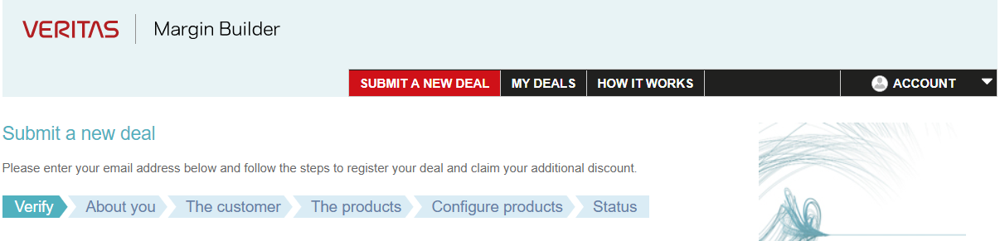 VERITAS Margin Builder
SUBMIT A NEW DEAL MY DEALS HOW IT WORKS ACCOUNT
Submit a new deal
Please enter your email address below and follow the steps to register your deal and claim your additional discount.
Verify About you The customer The products Configure products Status